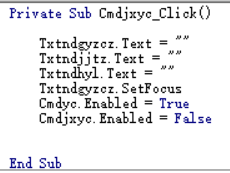 Private Sub Cmdjxyc_Click()
Txtndgyzcz.Text = ""
Txtndjjtz.Text = ""
Txtndhyl.Text = ""
Txtndgyzcz.SetFocus
Cmdyc.Enabled = True
Cmdjxyc.Enabled = False
End Sub